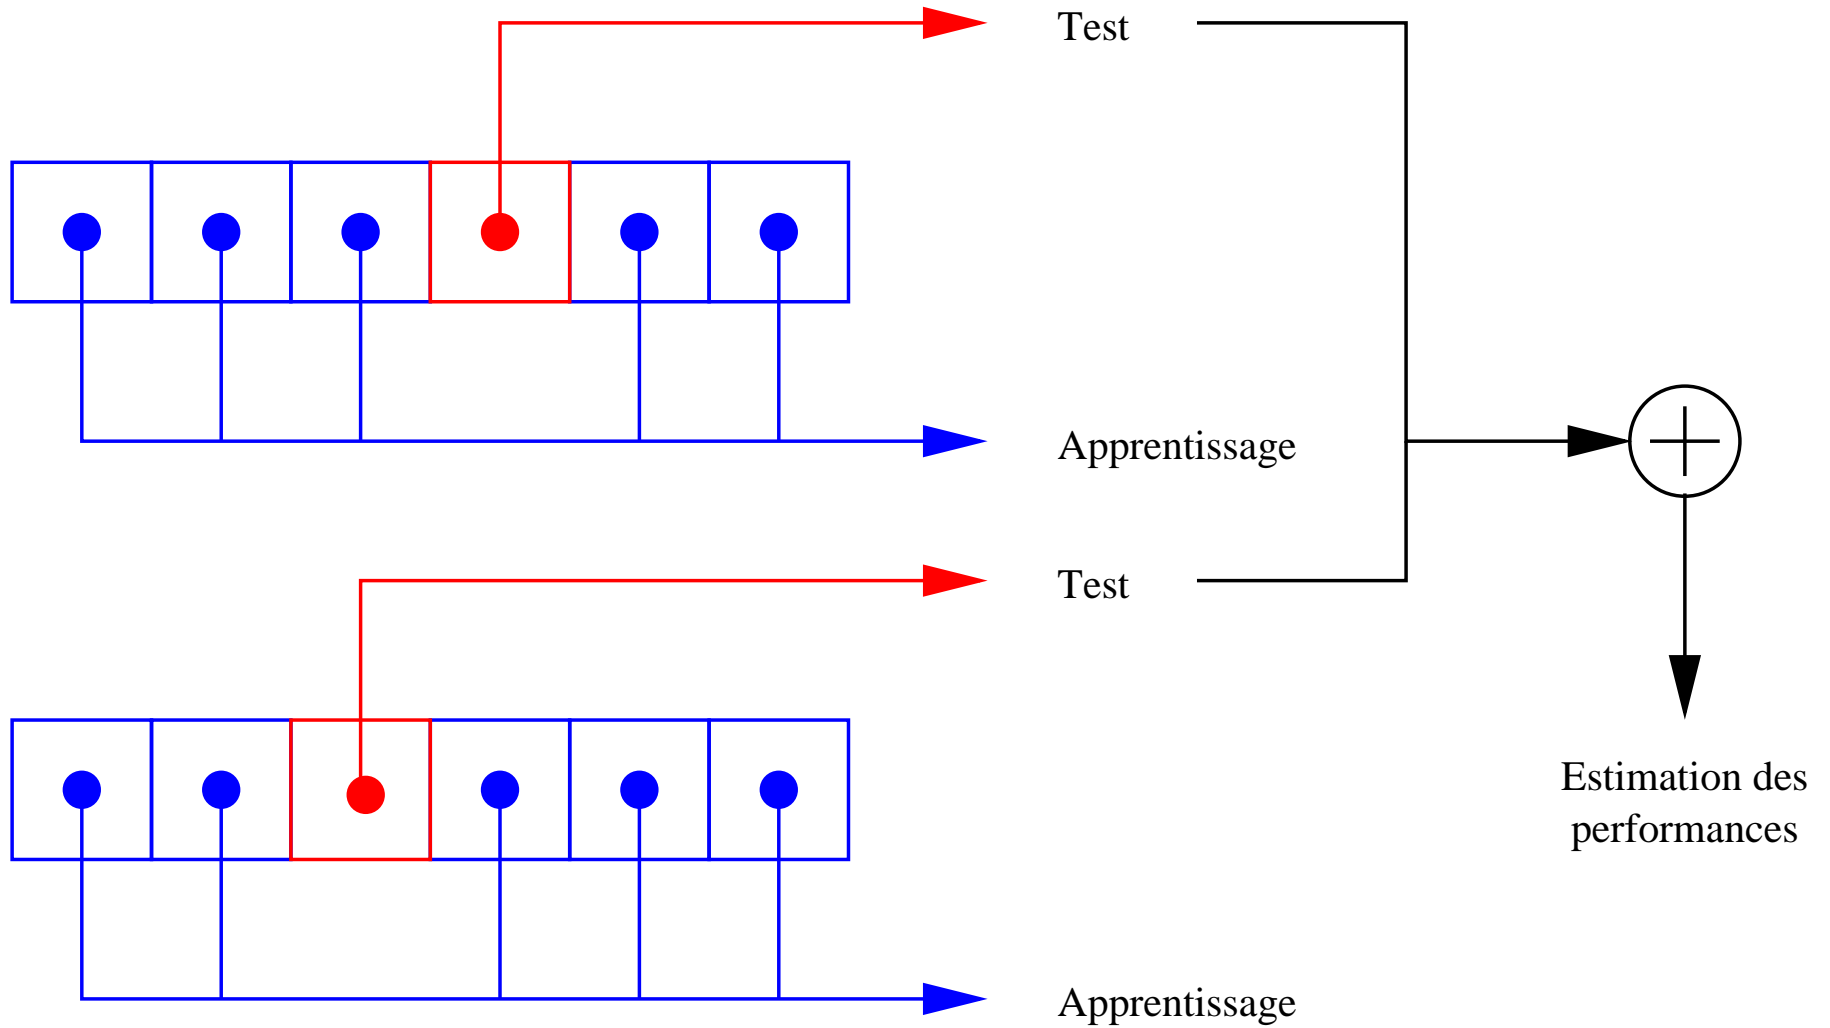 Test
Apprentissage
Test
Estimation des
performances
Apprentissage